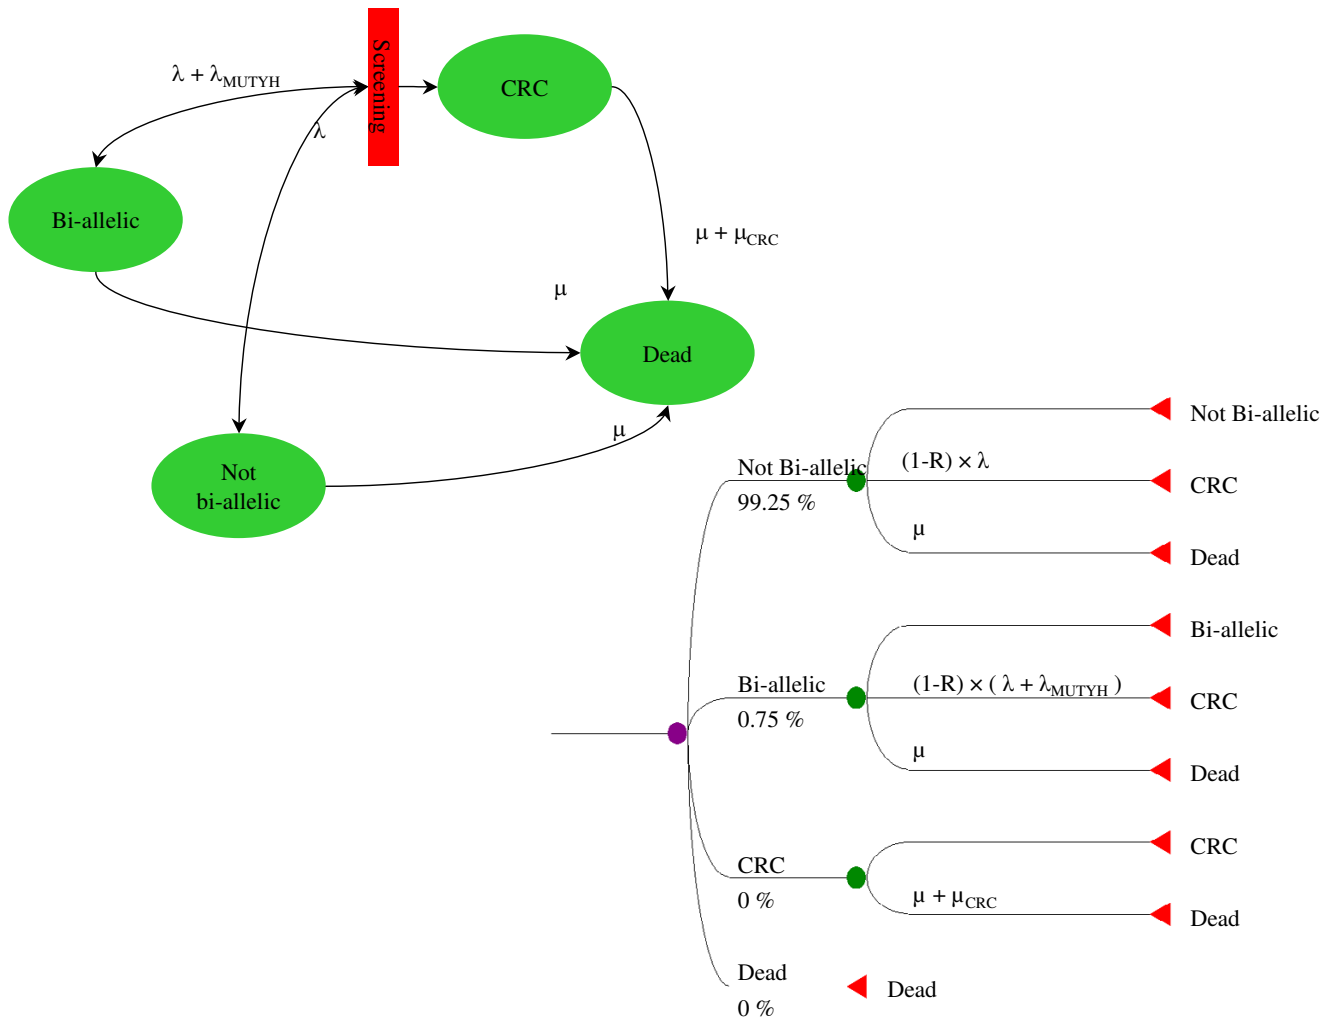 Screening
λ + λMUTYH
CRC
λ
Bi-allelic
μ + μCRC
μ
Dead
μ
Not
bi-allelic
Not Bi-allelic
99.25 %
Not Bi-allelic
(1-R) × λ
CRC
μ
Dead
Bi-allelic
0.75 %
Bi-allelic
(1-R) × ( λ + λMUTYH )
CRC
μ
Dead
CRC
0 %
CRC
μ + μCRC
Dead
Dead
0 %
Dead